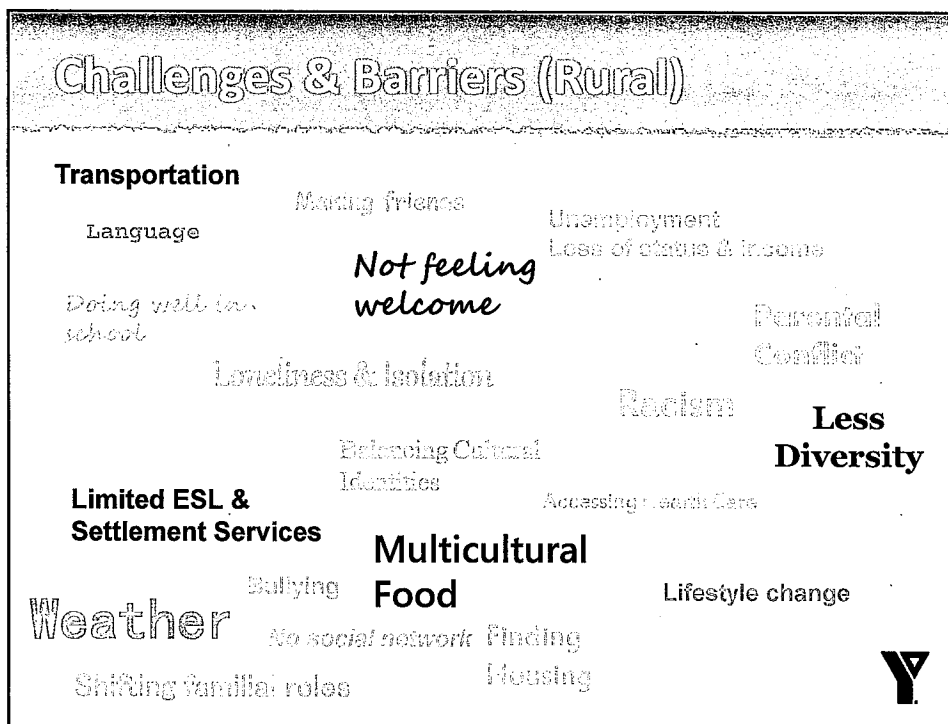 Challenges & Barriers (Rural)
Transportation
Making friends
Language
Unemployment
Loss of status & income
Not feeling
welcome
Doing well in
school
Parental
Conflict
Loneliness & Isolation
Racism
Less
Diversity
Balancing Cultural
Identities
Limited ESL &
Settlement Services
Accessing Health Care
Multicultural
Food
Bullying
Lifestyle change
Weather
No social network
Finding
Housing
Shifting familial roles
Y